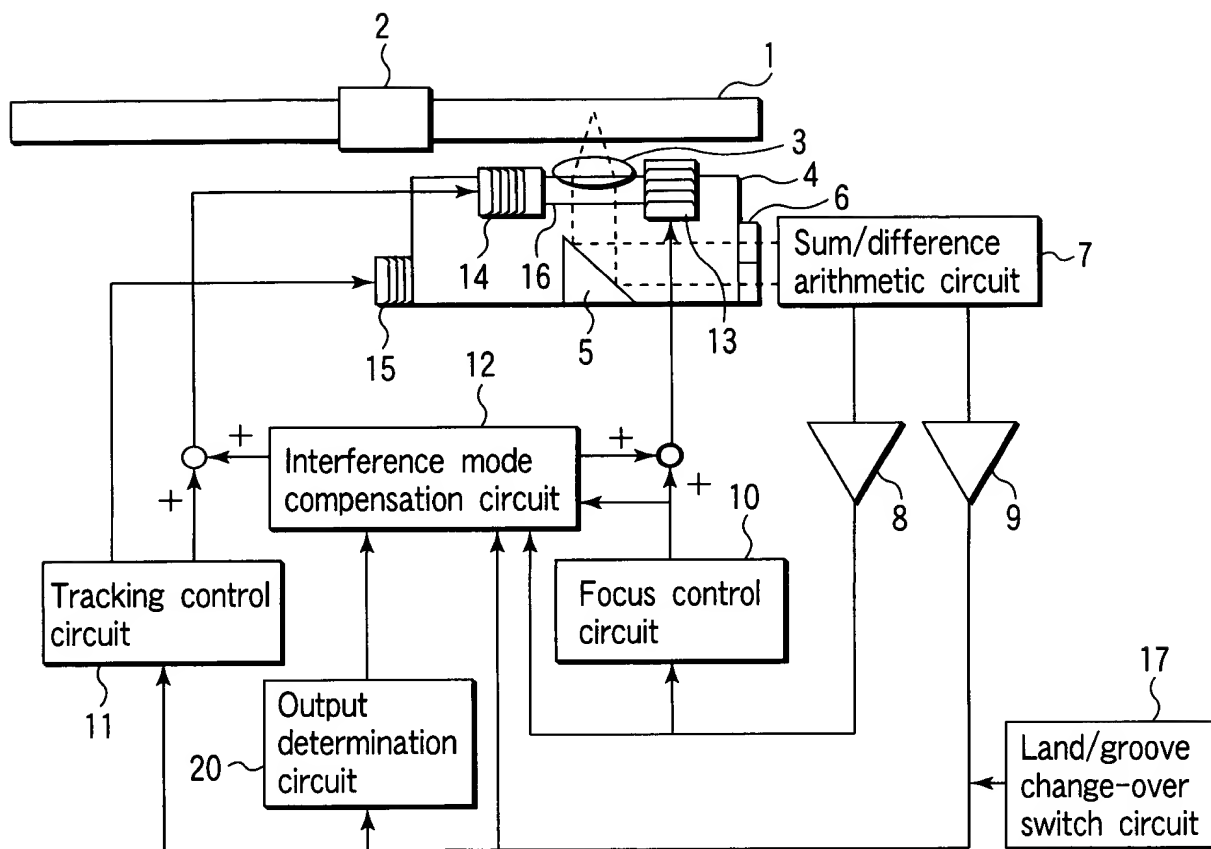 2
1
3
4
6
Sum/difference
arithmetic circuit
7
14
16
5
13
15
12
+
Interference mode
compensation circuit
+
+
+
10
8
9
Tracking control
circuit
11
Focus control
circuit
Output
determination
circuit
20
17
Land/groove
change-over
switch circuit